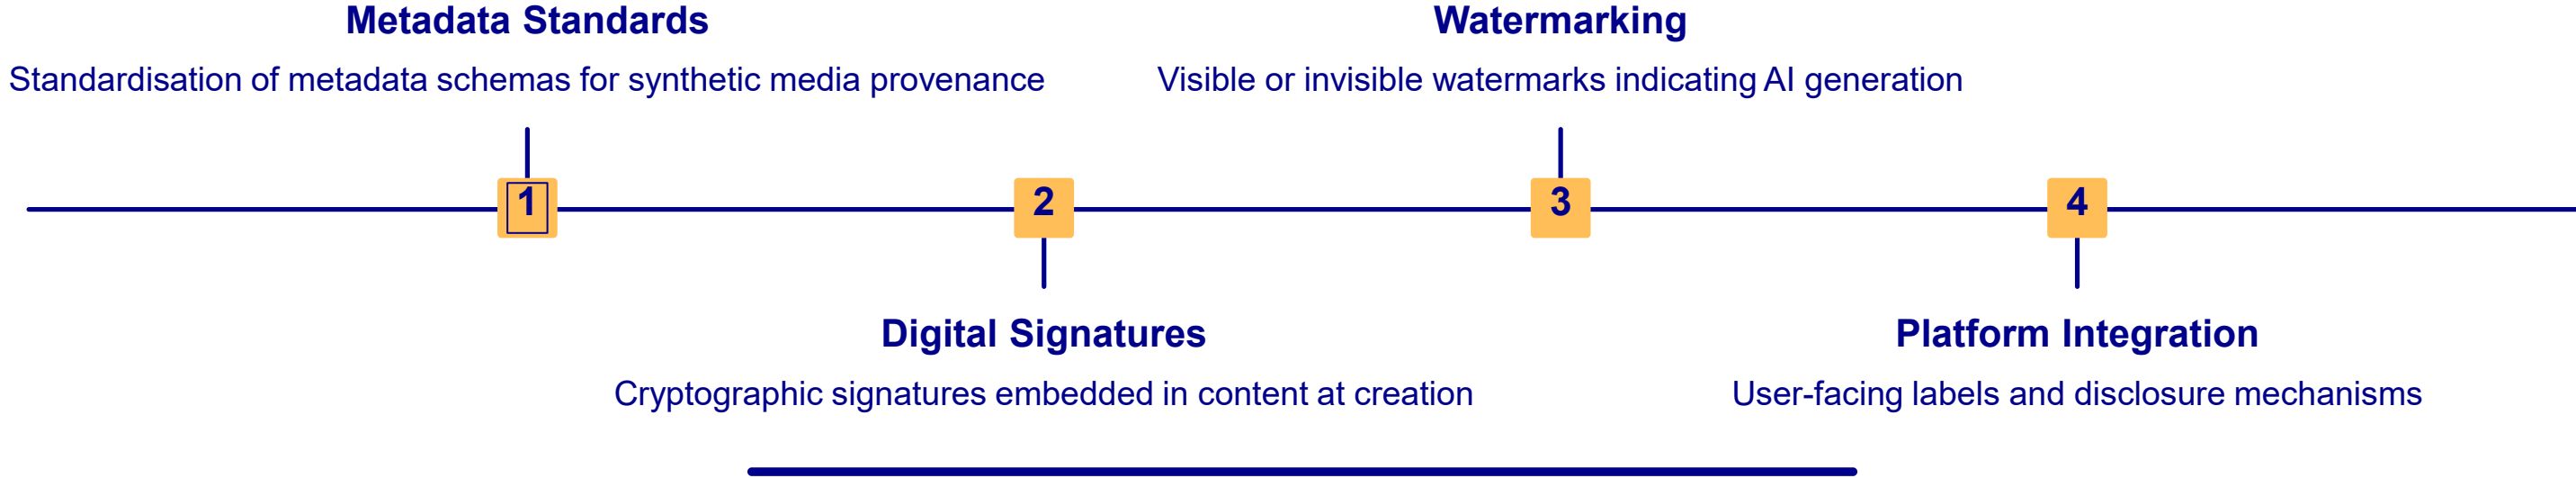 Metadata Standards
Standardisation of metadata schemas for synthetic media provenance
Watermarking
Visible or invisible watermarks indicating AI generation
1
2
3
4
Digital Signatures
Cryptographic signatures embedded in content at creation
Platform Integration
User-facing labels and disclosure mechanisms